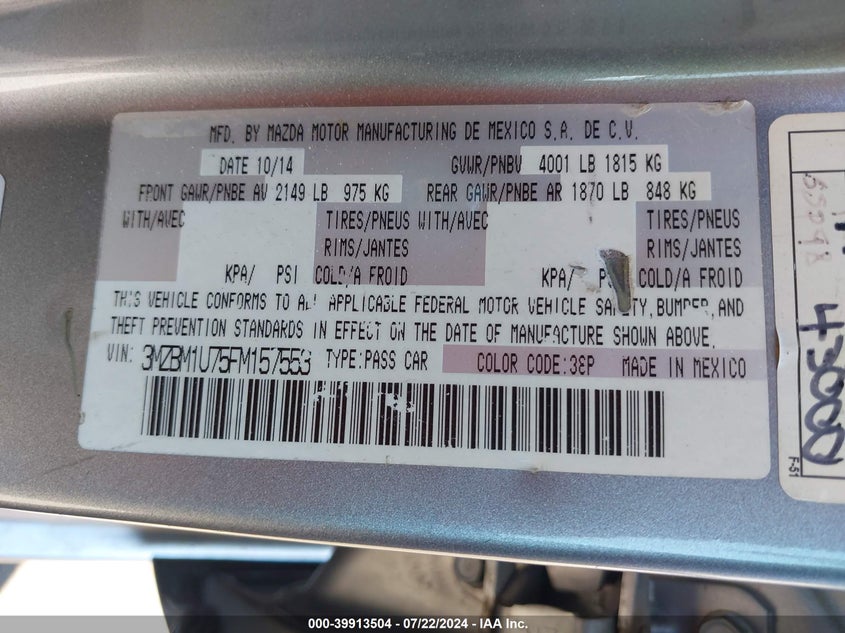 MFD. BY MAZDA MOTOR MANUFACTURING DE MEXICO S.A. DE C.V.
DATE 10/14 GVWR/PNBV 4001 LB 1815 KG
FRONT GAWR/PNBE AV 2149 LB 975 KG REAR GAWR/PNBE AR 1870 LB 848 KG
WITH/AVEC TIRES/PNEUS WITH/AVEC TIRES/PNEUS
RIMS/JANTES RIMS/JANTES
KPA/ PSI COLD/A FROID KPA/ COLD/A FROID
THIS VEHICLE CONFORMS TO ALL APPLICABLE FEDERAL MOTOR VEHICLE SAFETY, BUMPER, AND
THEFT PREVENTION STANDARDS IN EFFECT ON THE DATE OF MANUFACTURE SHOWN ABOVE.
VIN: 3MZBM1U75FM157553 TYPE:PASS CAR COLOR CODE:38P MADE IN MEXICO
43000
F-51
000-39913504 - 07/22/2024 - IAA Inc.